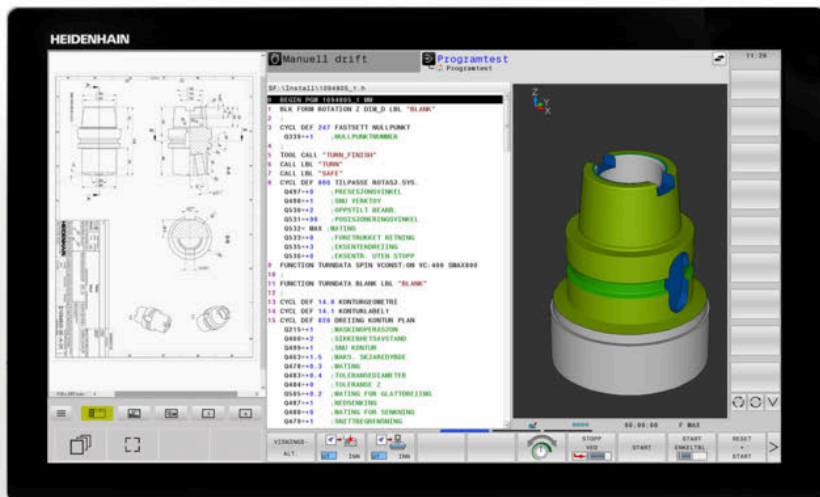 HEIDENHAIN
Manuell drift
Programtest
Programtest
11:26
SF:\Install\1094805_1.h
0 BEGIN PGM 1094805_1 MM
1 BLK FORM ROTATION Z DIM_D LBL "BLANK"
2 ;
3 CYCL DEF 247 FASTSETT NULLPUNKT
Q339=+1 ;NULLPUNKTNUMMER
4 ;
5 TOOL CALL "TURN_FINISH"
6 CALL LBL "TURN"
7 CALL LBL "SAFE"
8 CYCL DEF 800 TILPASSE ROTASJ.SYS.
Q497=+0 ;PRESESJONSVINKEL
Q498=+1 ;SNU VERKTOY
Q530=+2 ;OPPSTILT BEARB.
Q531=+90 ;POSISJONERINGSVINKEL
Q532= MAX ;MATING
Q533=+0 ;FORETRUKKET RETNING
Q535=+3 ;EKSENTERDREIING
Q536=+0 ;EKSENTR. UTEN STOPP
9 FUNCTION TURNDATA SPIN VCONST:ON VC:400 SMAX800
10 ;
11 FUNCTION TURNDATA BLANK LBL "BLANK"
12 ;
13 CYCL DEF 14.0 KONTURGEOMETRI
14 CYCL DEF 14.1 KONTURLABEL1
15 CYCL DEF 820 DREIING KONTUR PLAN
Q215=+1 ;MASKINOPERASJON
Q460=+2 ;SIKKERHETSAVSTAND
Q499=+1 ;SNU KONTUR
Q463=+1.5 ;MAKS. SKJAREDYBDE
Q478=+0.3 ;MATING
Q483=+0.4 ;TOLERANSEDIAMETER
Q484=+0 ;TOLERANSE Z
Q505=+0.2 ;MATING FOR GLATTDREIING
Q487=+1 ;NEDSENKING
Q488=+0 ;MATING FOR SENKNING
Q479=+1 ;SNITTBEGRENSNING
Z
Y
X
00:00:00 F MAX
VISNINGS-
ALT.
INN
INN
STOPP
VED
START
START
ENKELTBL.
RESET
+
START